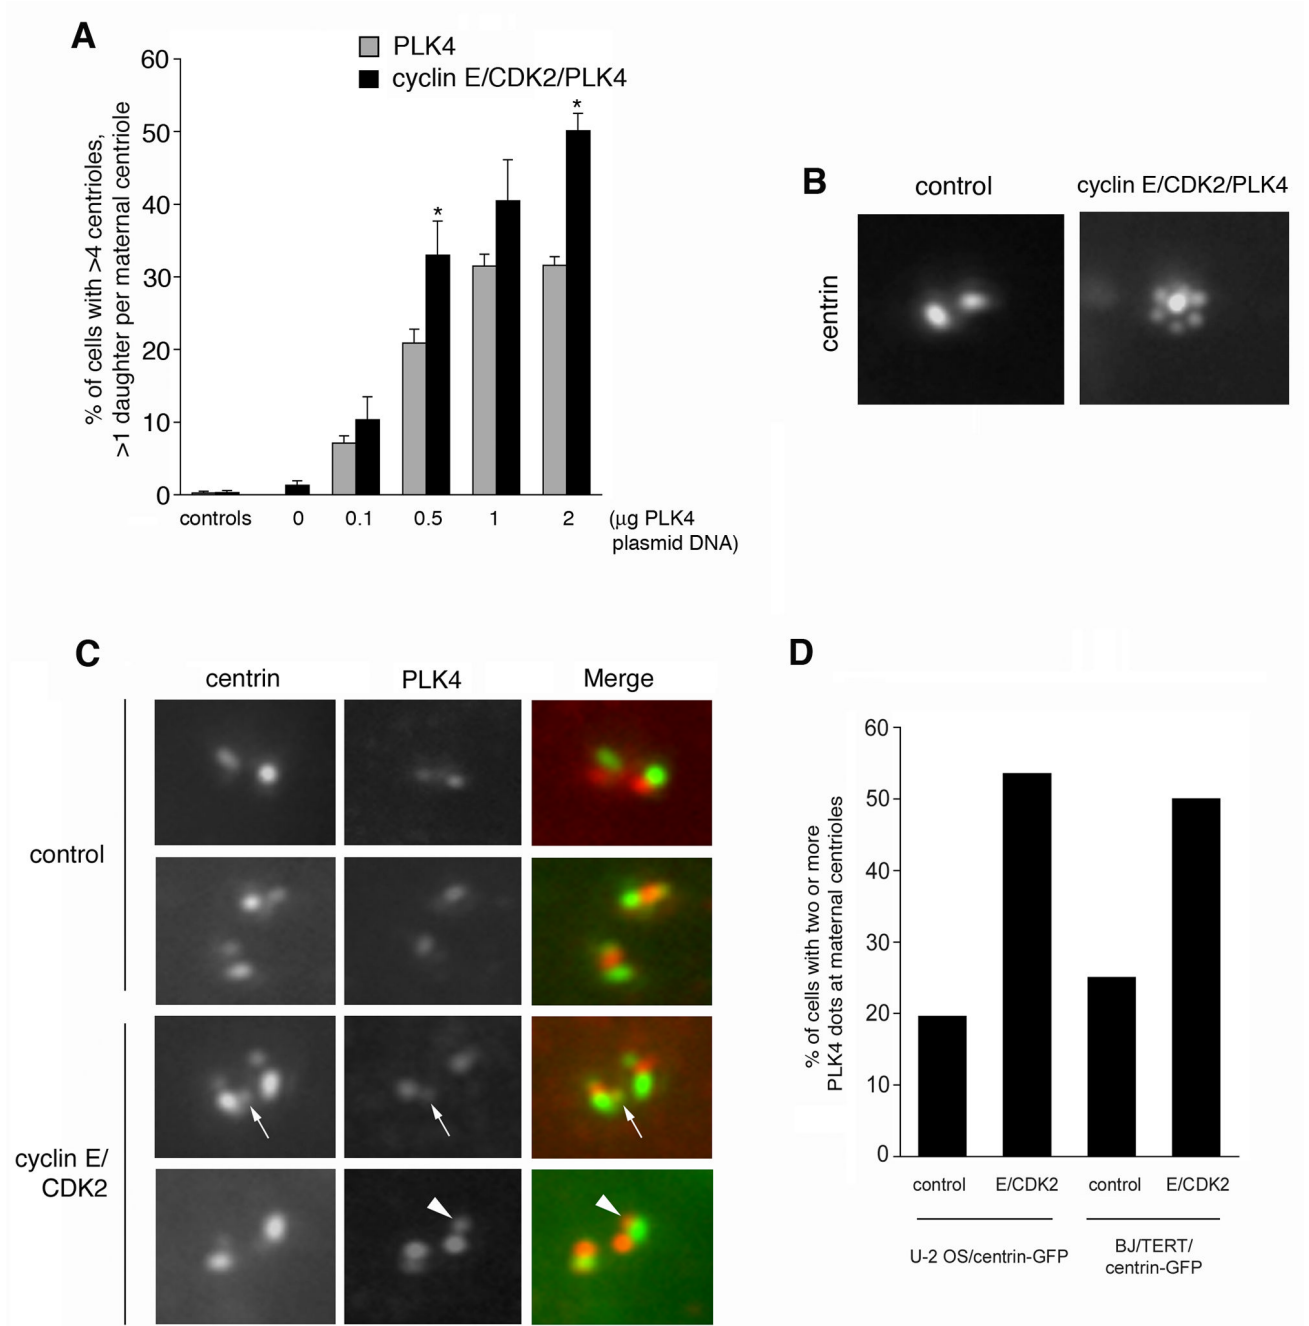 A
PLK4
cyclin E/CDK2/PLK4
% of cells with >4 centrioles,
>1 daughter per maternal centriole
60
50
40
30
20
10
0
*
*
controls 0 0.1 0.5 1 2 (μg PLK4
plasmid DNA)
B
control cyclin E/CDK2/PLK4
centrin
C
centrin PLK4 Merge
control
cyclin E/
CDK2
D
% of cells with two or more
PLK4 dots at maternal centrioles
60
50
40
30
20
10
0
control E/CDK2 control E/CDK2
U-2 OS/centrin-GFP
BJ/TERT/
centrin-GFP